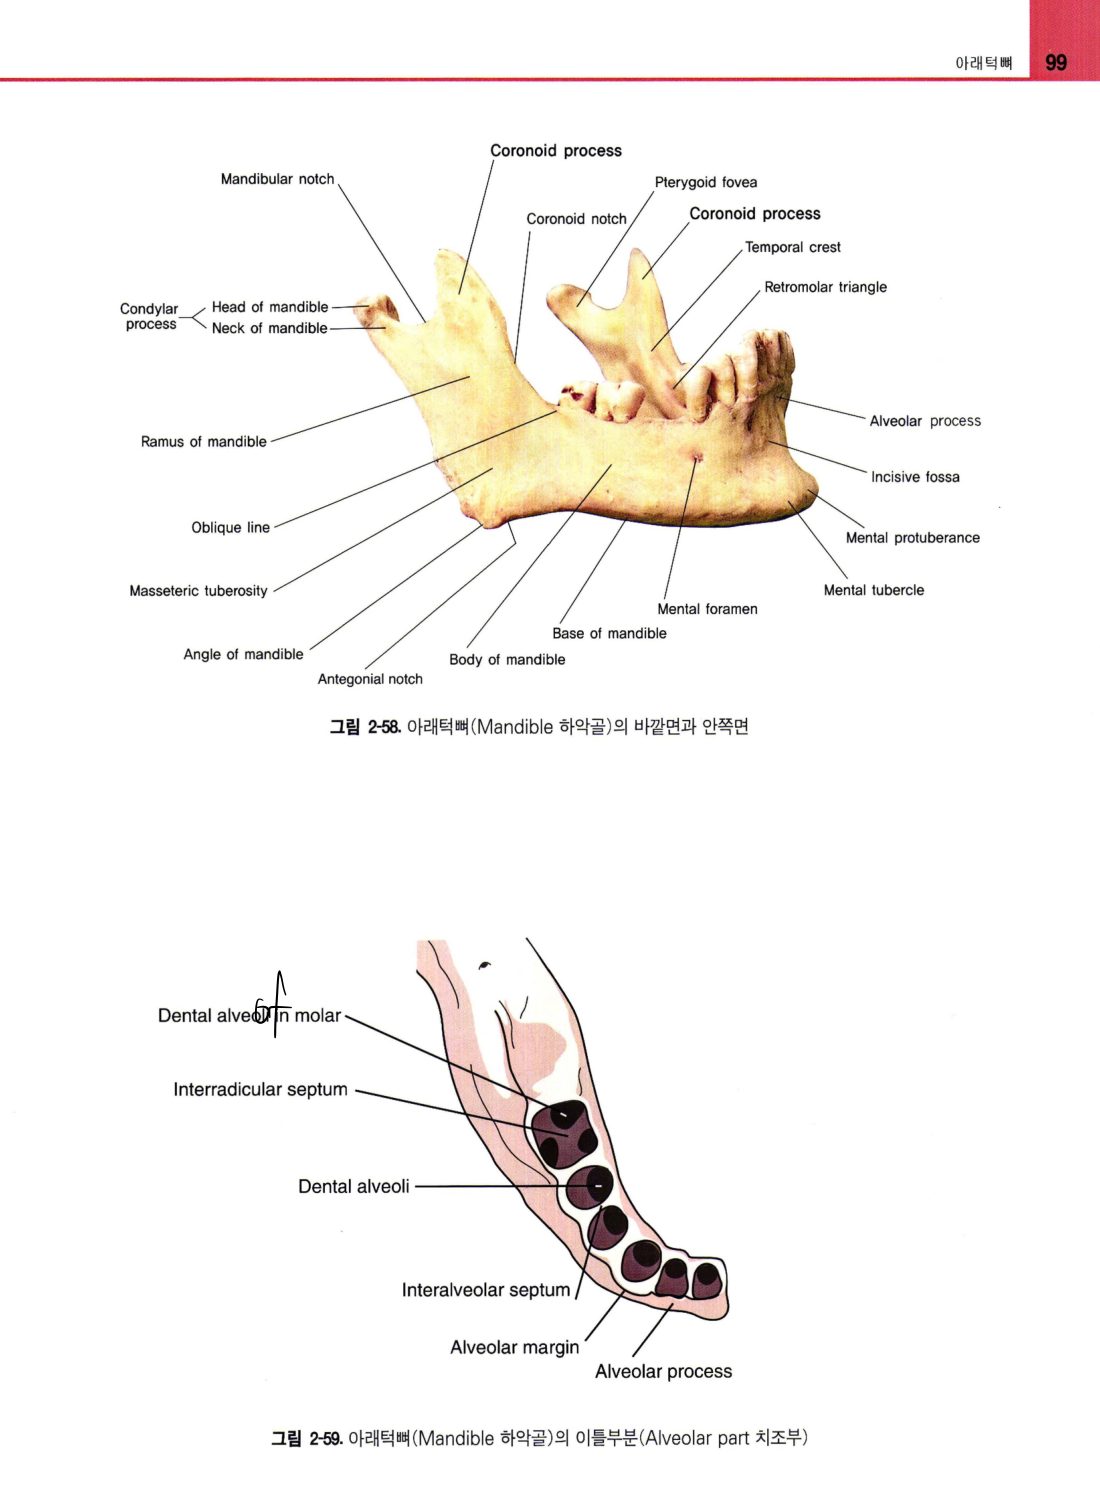 아래턱뼈 99
Coronoid process
Mandibular notch
Pterygoid fovea
Coronoid notch
Coronoid process
Temporal crest
Retromolar triangle
Condylar process
Head of mandible
Neck of mandible
Ramus of mandible
Alveolar process
Incisive fossa
Oblique line
Mental protuberance
Masseteric tuberosity
Mental tubercle
Mental foramen
Base of mandible
Angle of mandible
Body of mandible
Antegonial notch
그림 2-58. 아래턱뼈(Mandible 하악골)의 바깥면과 안쪽면
of
Dental alveoli in molar
Interradicular septum
Dental alveoli
Interalveolar septum
Alveolar margin
Alveolar process
그림 2-59. 아래턱뼈(Mandible 하악골)의 이틀부분(Alveolar part 치조부)